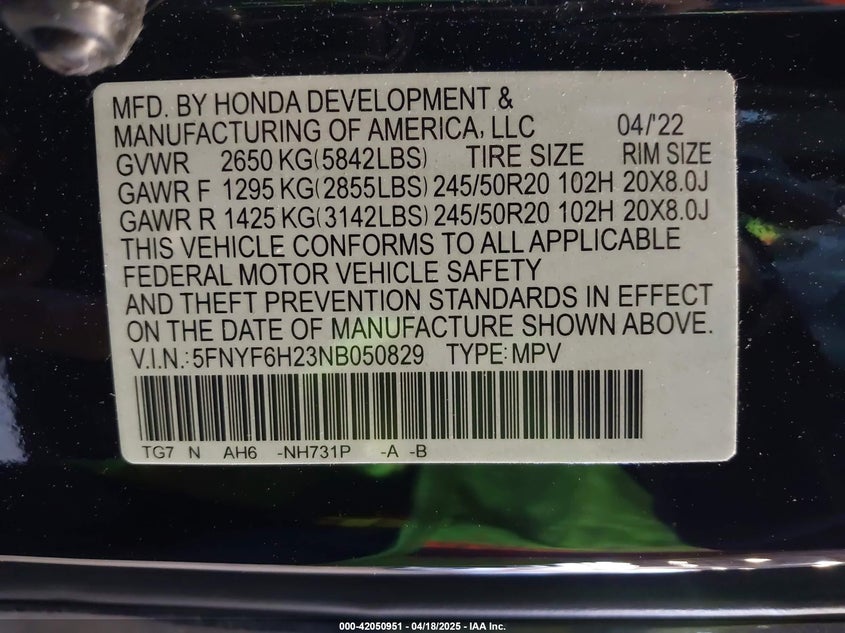 MFD. BY HONDA DEVELOPMENT &
MANUFACTURING OF AMERICA, LLC 04/'22
GVWR 2650 KG(5842LBS) TIRE SIZE RIM SIZE
GAWR F 1295 KG(2855LBS) 245/50R20 102H 20X8.0J
GAWR R 1425 KG(3142LBS) 245/50R20 102H 20X8.0J
THIS VEHICLE CONFORMS TO ALL APPLICABLE
FEDERAL MOTOR VEHICLE SAFETY
AND THEFT PREVENTION STANDARDS IN EFFECT
ON THE DATE OF MANUFACTURE SHOWN ABOVE.
V.I.N.: 5FNYF6H23NB050829 TYPE: MPV
TG7 N AH6 -NH731P -A -B
000-42050951 - 04/18/2025 - IAA Inc.